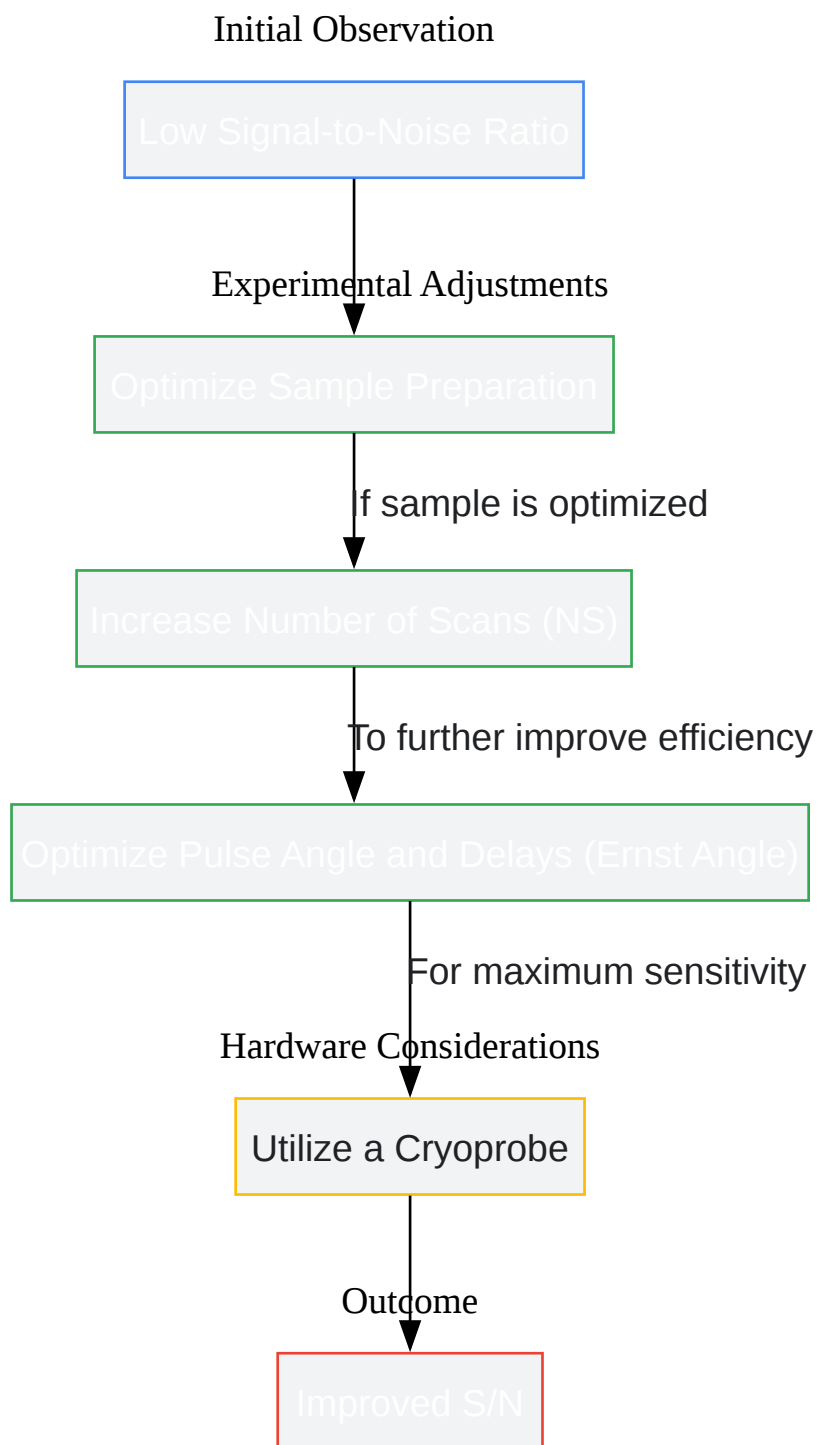 Initial Observation
Low Signal-to-Noise Ratio
Experimental Adjustments
Optimize Sample Preparation
If sample is optimized
Increase Number of Scans (NS)
To further improve efficiency
Optimize Pulse Angle and Delays (Ernst Angle)
For maximum sensitivity
Hardware Considerations
Utilize a Cryoprobe
Outcome
Improved S/N